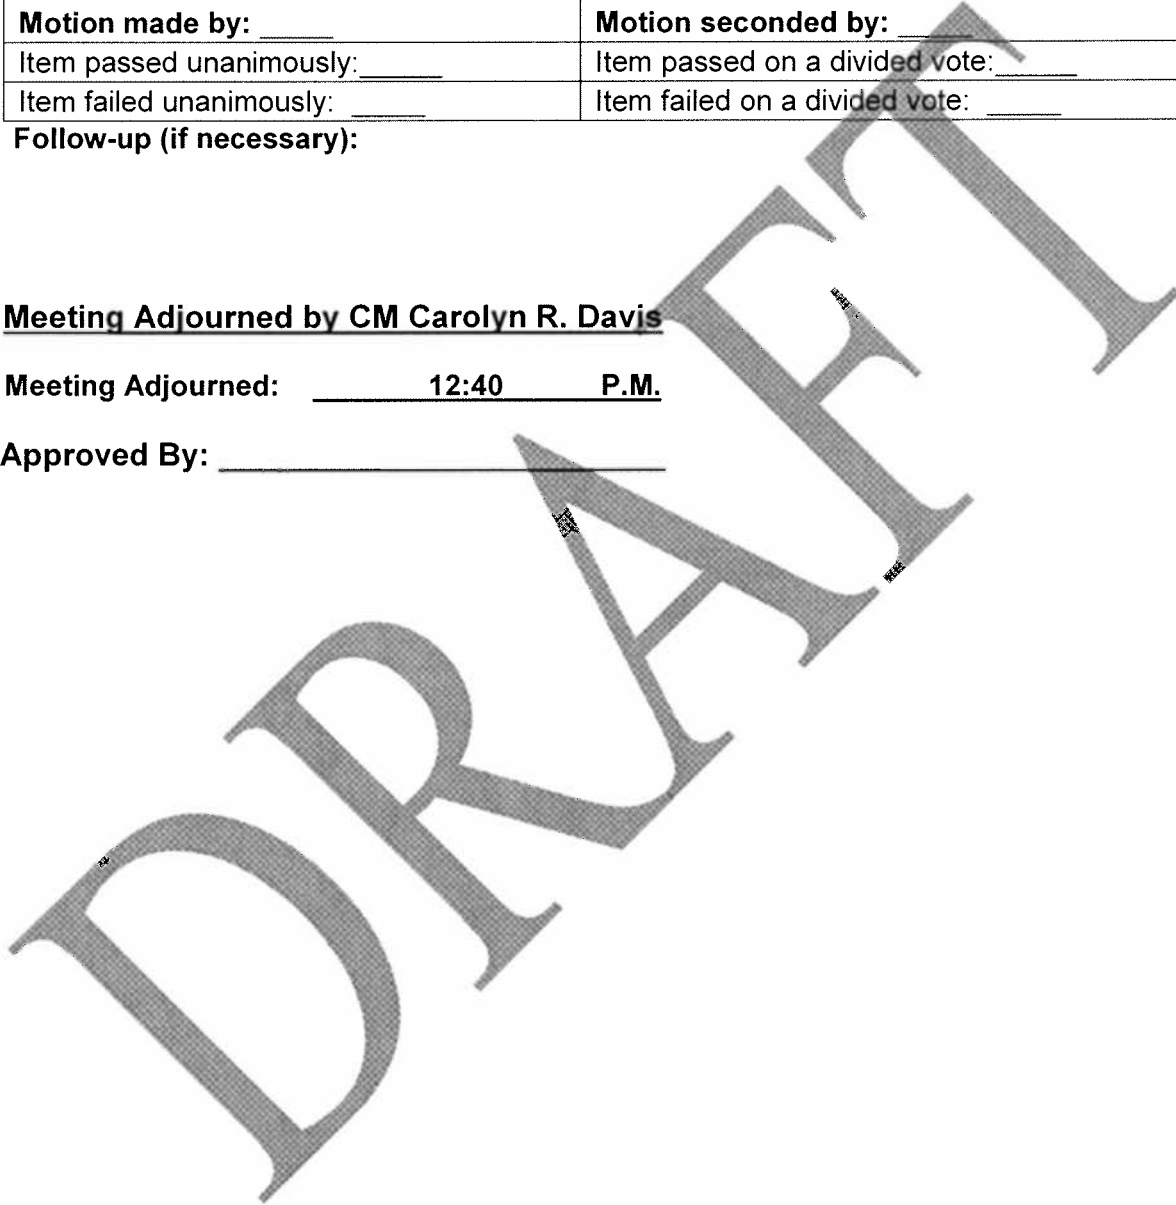 Motion made by: _____ Motion seconded by: _____
Item passed unanimously:_____ Item passed on a divided vote:_____
Item failed unanimously: _____ Item failed on a divided vote: _____
Follow-up (if necessary):
Meeting Adjourned by CM Carolyn R. Davis
Meeting Adjourned: 12:40 P.M.
Approved By: _____
DRAFT